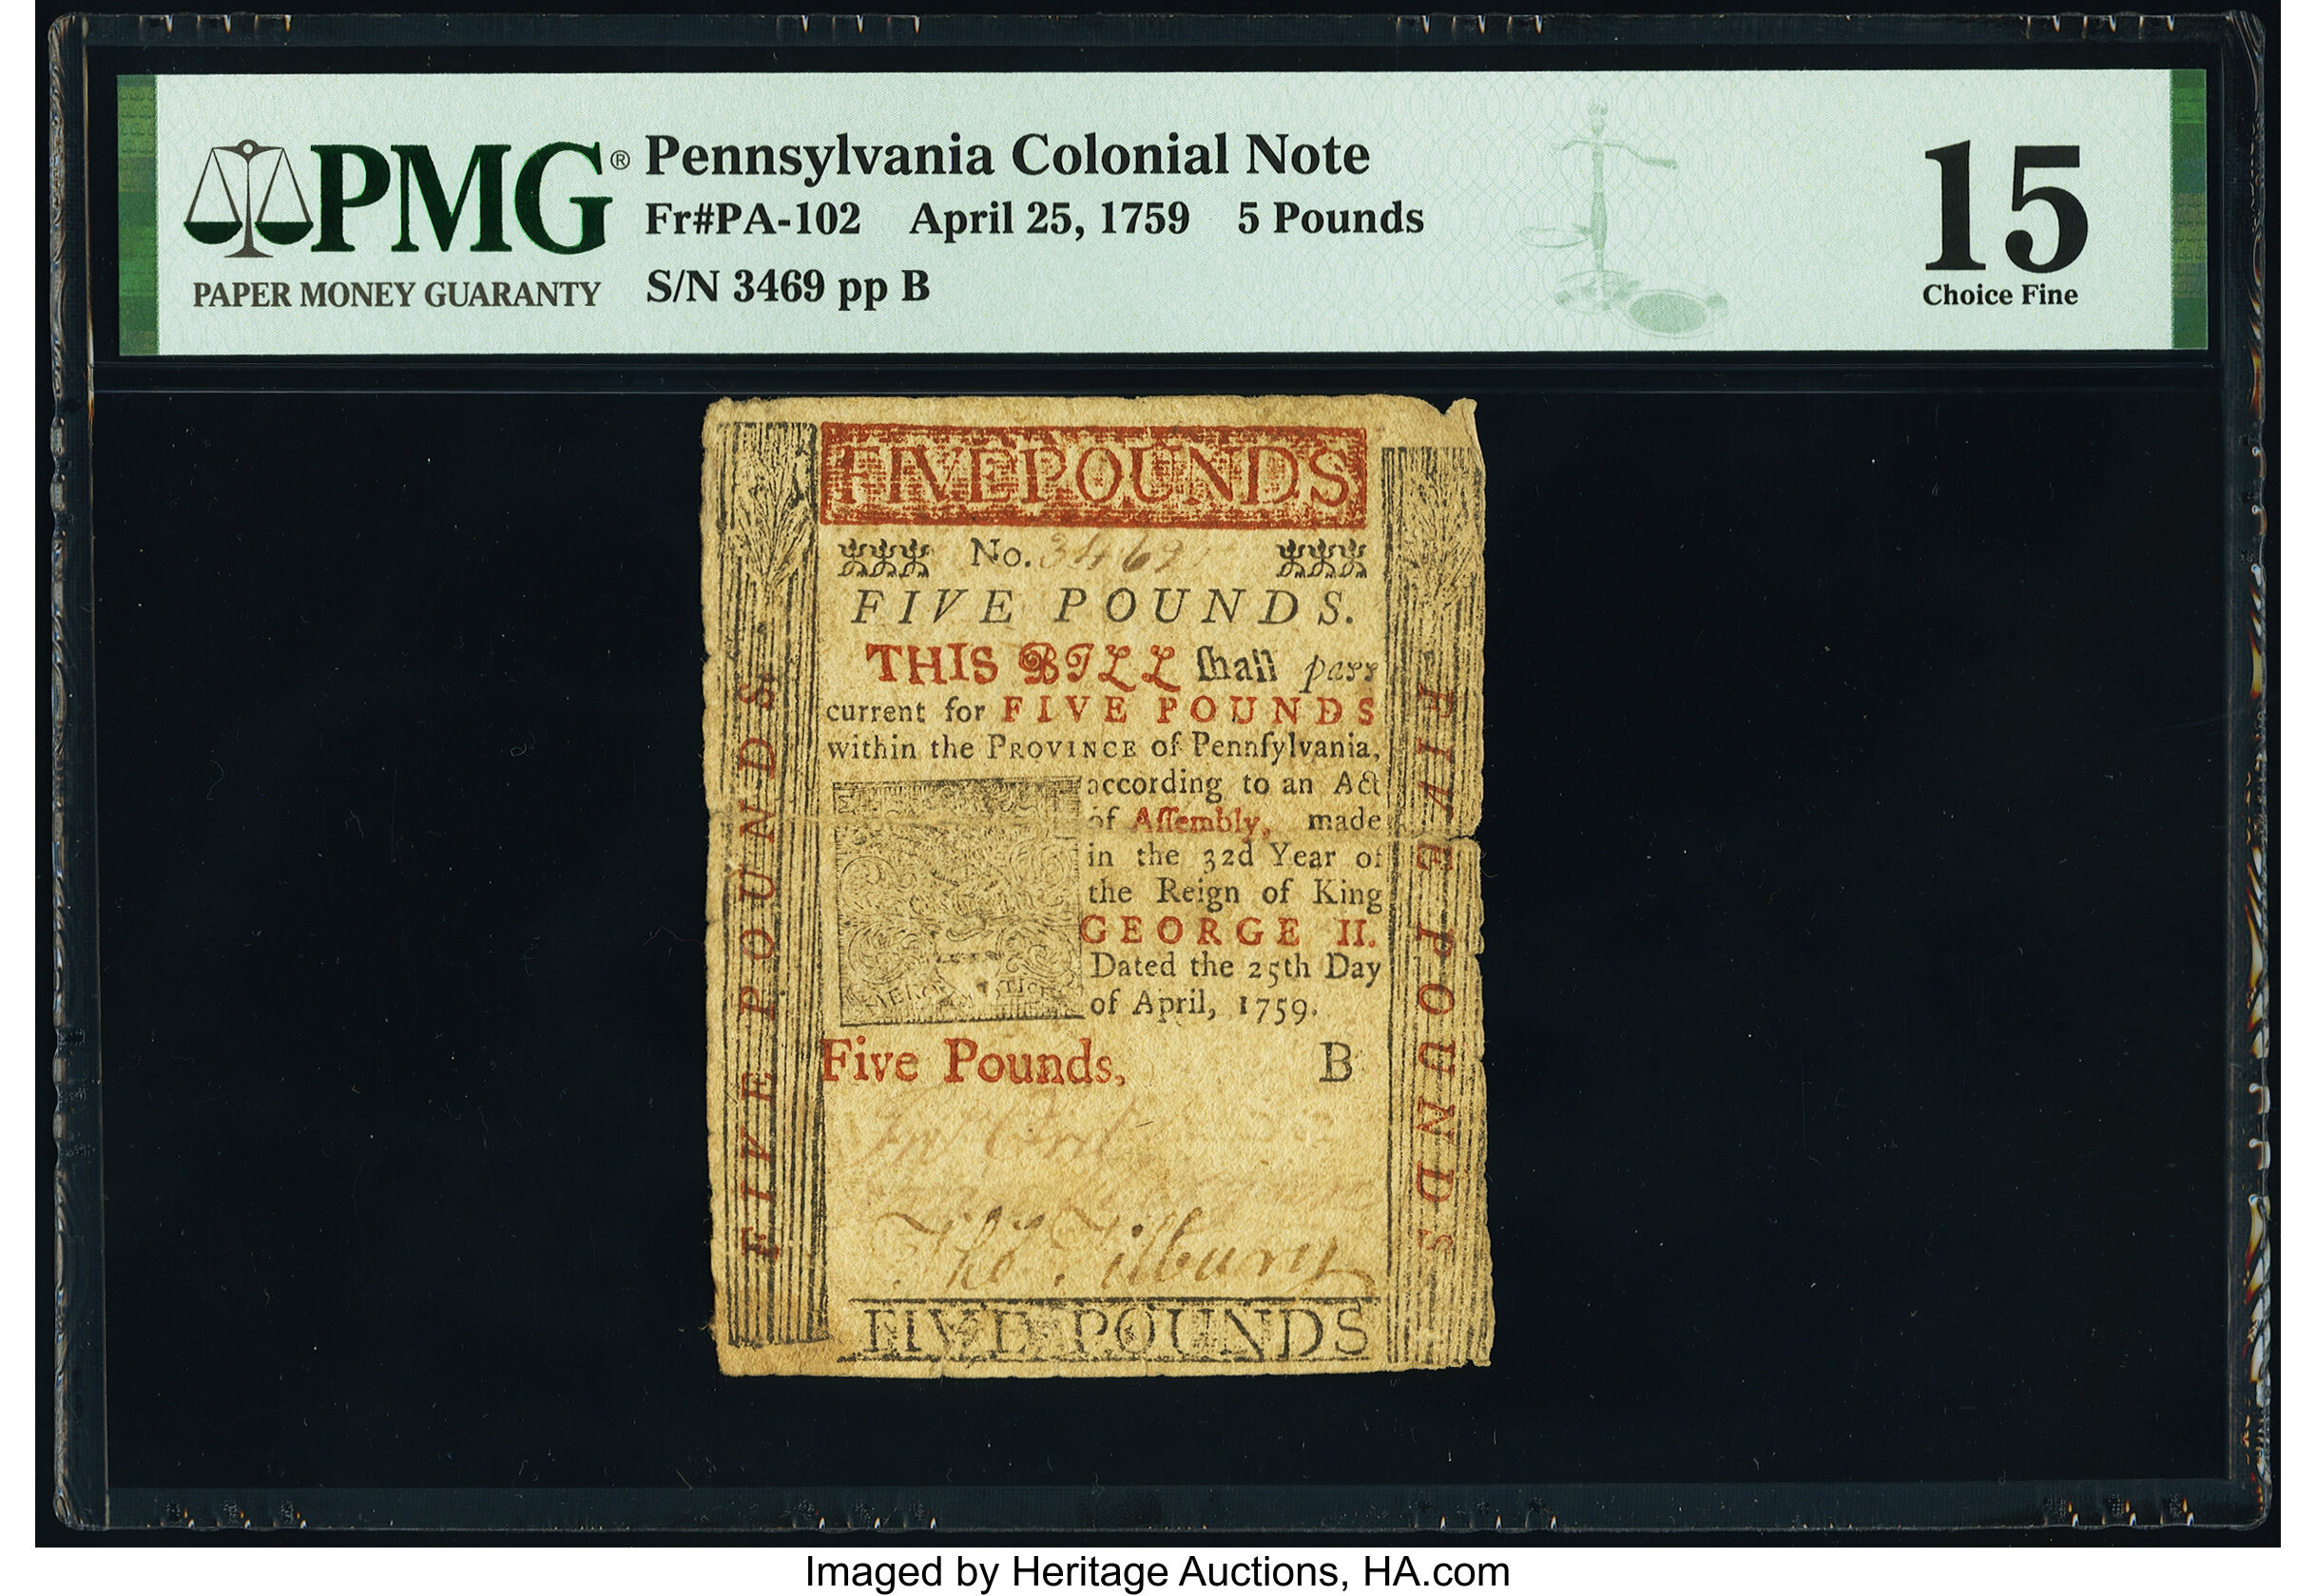 PMG® Pennsylvania Colonial Note
Fr#PA-102 April 25, 1759 5 Pounds
PAPER MONEY GUARANTY S/N 3469 pp B
15
Choice Fine
FIVE POUNDS
No. 3469
FIVE POUNDS.
THIS BILL ſhall paſs
current for FIVE POUNDS
within the PROVINCE of Pennſylvania,
according to an Act
of Aſſembly, made
in the 32d Year of
the Reign of King
GEORGE II.
Dated the 25th Day
of April, 1759.
Five Pounds, B
Tho. Tilbury
FIVE POUNDS
FIVE POUNDS
FIVE POUNDS
Imaged by Heritage Auctions, HA.com